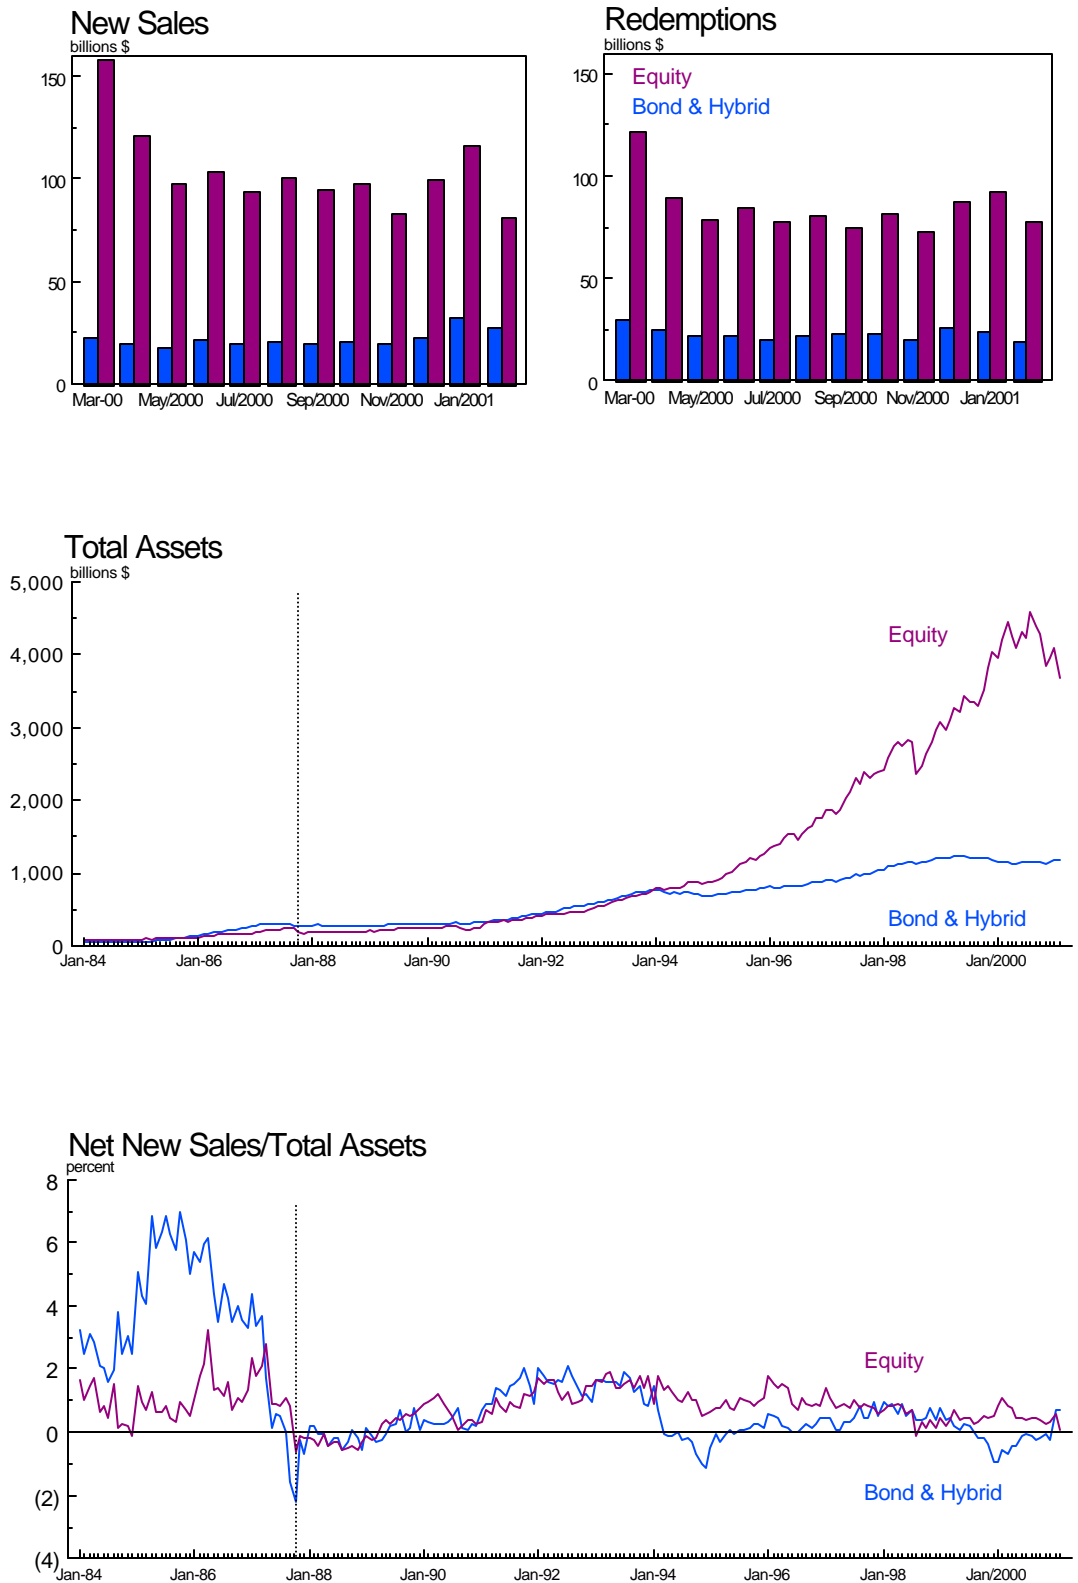 New Sales
billions $
150
100
50
0
Mar-00 May/2000 Jul/2000 Sep/2000 Nov/2000 Jan/2001
Redemptions
billions $
150
Equity
Bond & Hybrid
100
50
0
Mar-00 May/2000 Jul/2000 Sep/2000 Nov/2000 Jan/2001
Total Assets
billions $
5,000
Equity
4,000
3,000
2,000
1,000
Bond & Hybrid
0
Jan-84 Jan-86 Jan-88 Jan-90 Jan-92 Jan-94 Jan-96 Jan-98 Jan/2000
Net New Sales/Total Assets
percent
8
6
4
2
Equity
0
Bond & Hybrid
(2)
(4)
Jan-84 Jan-86 Jan-88 Jan-90 Jan-92 Jan-94 Jan-96 Jan-98 Jan/2000